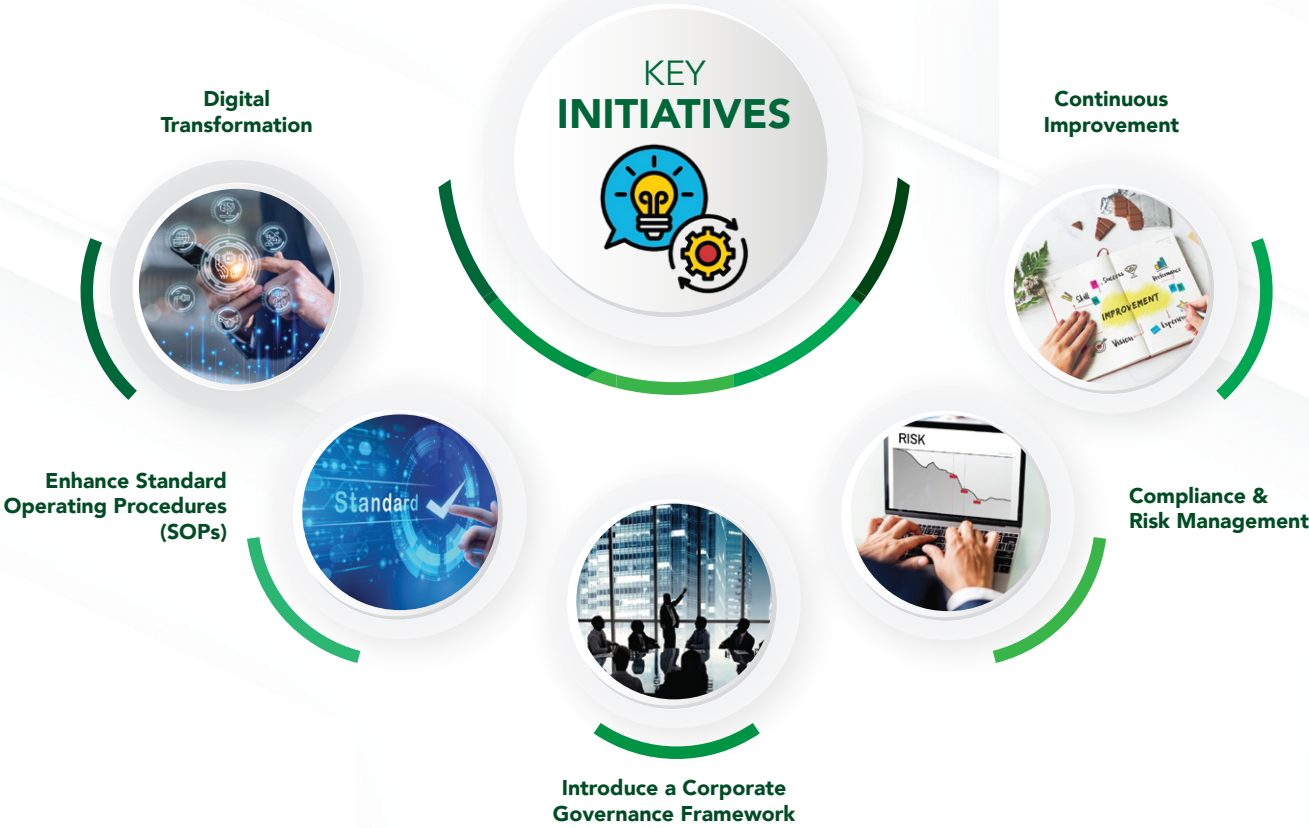 KEY
INITIATIVES
Digital
Transformation
Continuous
Improvement
Skill
Success
Performance
IMPROVEMENT
Vision
Enhance Standard
Operating Procedures
(SOPs)
Standard
RISK
Compliance &
Risk Management
Introduce a Corporate
Governance Framework